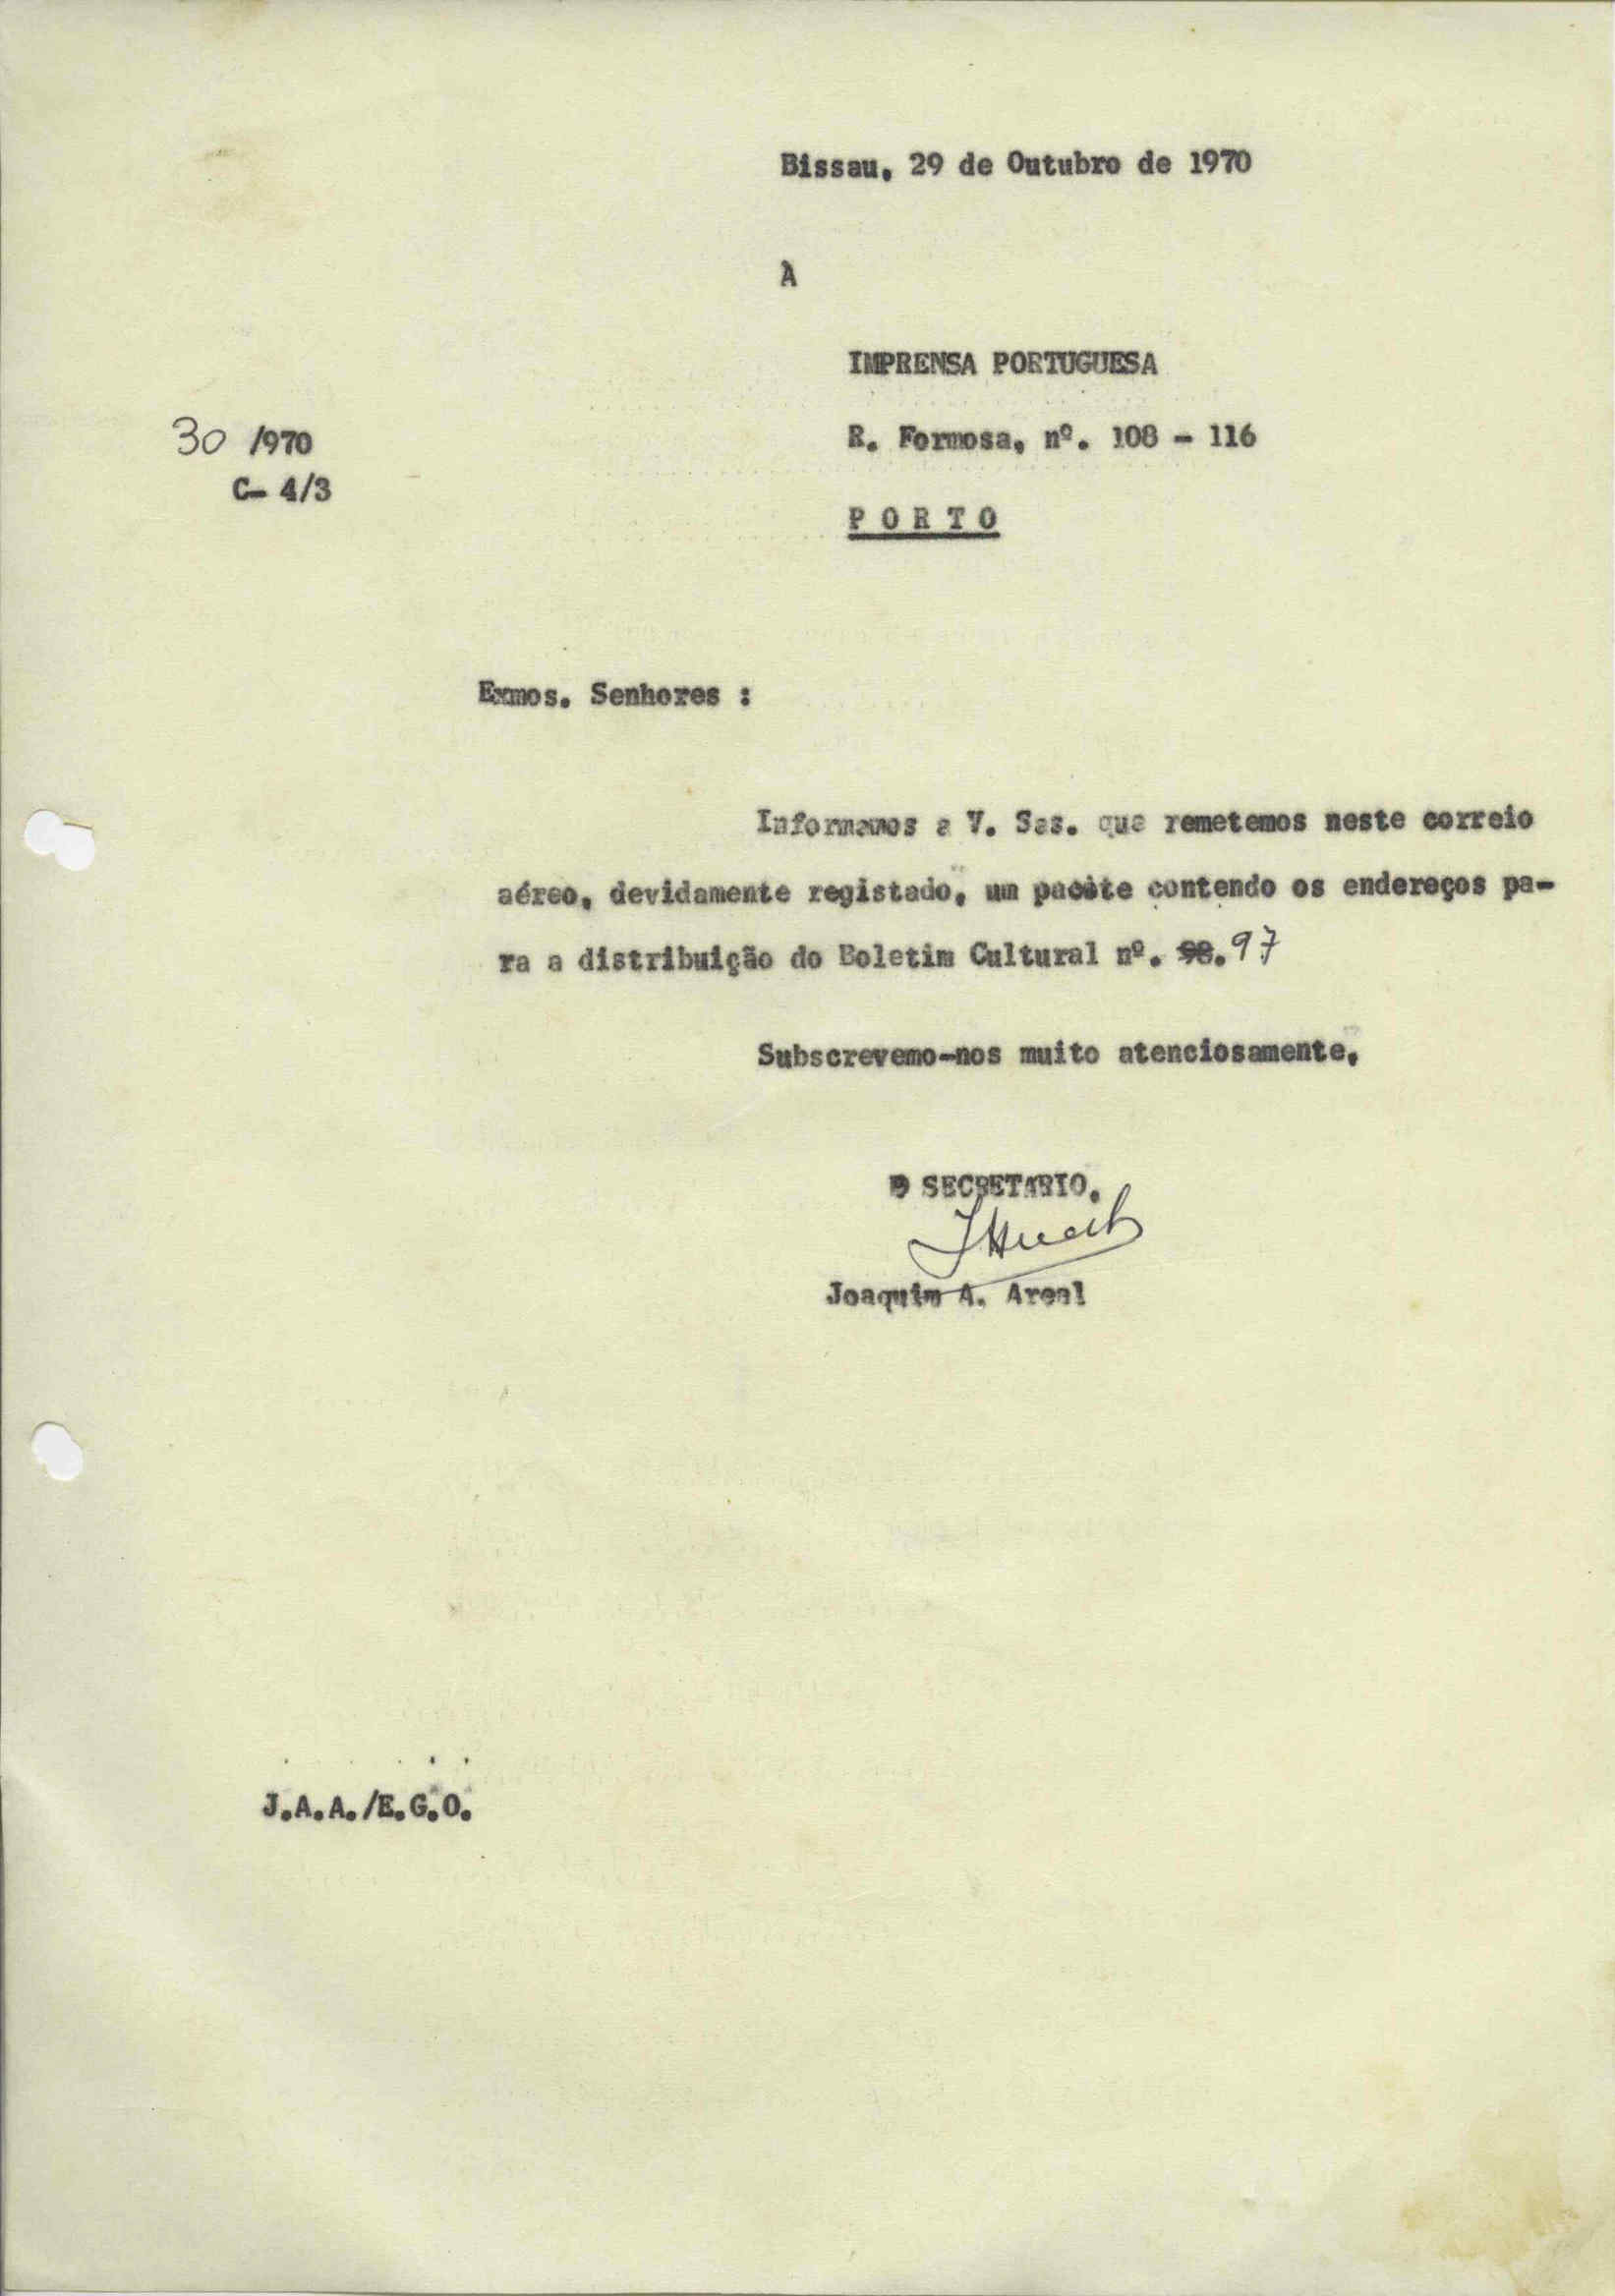 Bissau, 29 de Outubro de 1970
À
IMPRENSA PORTUGUESA
30 /970
R. Formosa, nº. 108 - 116
C- 4/3
PORTO
Exmos. Senhores :
Informamos a V. Sas. que remetemos neste correio
aéreo, devidamente registado, um pacote contendo os endereços pa-
ra a distribuição do Boletim Cultural nº. 98. 97
Subscrevemo-nos muito atenciosamente,
O SECRETARIO,
Joaquim A. Areal
J.A.A./E.G.O.